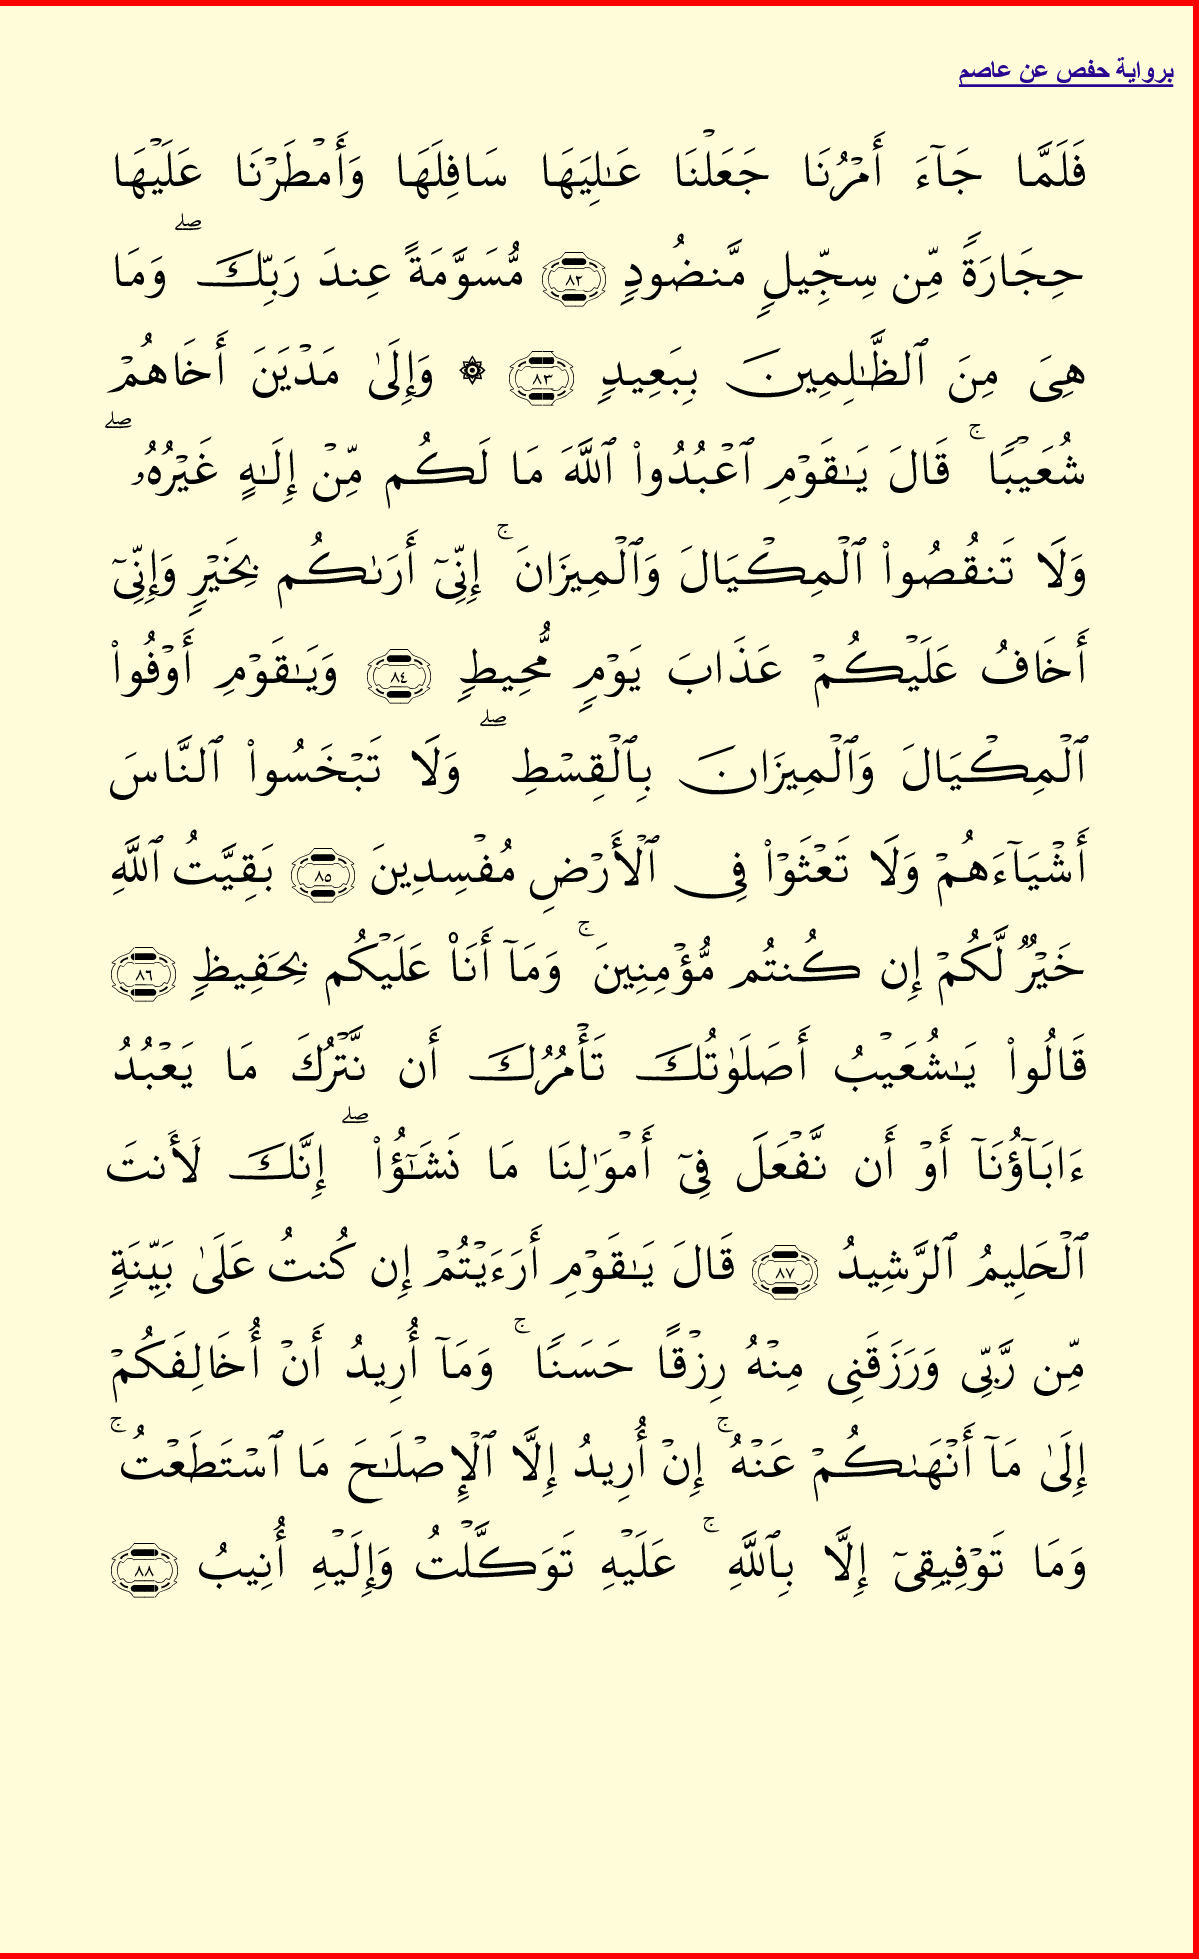 برواية حفص عن عاصم
فَلَمَّا جَآءَ أَمْرُنَا جَعَلْنَا عَـٰلِيَهَا سَافِلَهَا وَأَمْطَرْنَا عَلَيْهَا
حِجَارَةً مِّن سِجِّيلٍ مَّنضُودٍ ٨٢ مُّسَوَّمَةً عِندَ رَبِّكَ ۖ وَمَا
هِىَ مِنَ ٱلظَّـٰلِمِينَ بِبَعِيدٍ ٨٣ ۞ وَإِلَىٰ مَدْيَنَ أَخَاهُمْ
شُعَيْبًا ۚ قَالَ يَـٰقَوْمِ ٱعْبُدُوا۟ ٱللَّهَ مَا لَكُم مِّنْ إِلَـٰهٍ غَيْرُهُۥ ۖ
وَلَا تَنقُصُوا۟ ٱلْمِكْيَالَ وَٱلْمِيزَانَ ۚ إِنِّىٓ أَرَىٰكُم بِخَيْرٍ وَإِنِّىٓ
أَخَافُ عَلَيْكُمْ عَذَابَ يَوْمٍ مُّحِيطٍ ٨٤ وَيَـٰقَوْمِ أَوْفُوا۟
ٱلْمِكْيَالَ وَٱلْمِيزَانَ بِٱلْقِسْطِ ۖ وَلَا تَبْخَسُوا۟ ٱلنَّاسَ
أَشْيَآءَهُمْ وَلَا تَعْثَوْا۟ فِى ٱلْأَرْضِ مُفْسِدِينَ ٨٥ بَقِيَّتُ ٱللَّهِ
خَيْرٌ لَّكُمْ إِن كُنتُم مُّؤْمِنِينَ ۚ وَمَآ أَنَا۠ عَلَيْكُم بِحَفِيظٍ ٨٦
قَالُوا۟ يَـٰشُعَيْبُ أَصَلَوٰتُكَ تَأْمُرُكَ أَن نَّتْرُكَ مَا يَعْبُدُ
ءَابَآؤُنَآ أَوْ أَن نَّفْعَلَ فِىٓ أَمْوَٰلِنَا مَا نَشَـٰٓؤُا۟ ۖ إِنَّكَ لَأَنتَ
ٱلْحَلِيمُ ٱلرَّشِيدُ ٨٧ قَالَ يَـٰقَوْمِ أَرَءَيْتُمْ إِن كُنتُ عَلَىٰ بَيِّنَةٍ
مِّن رَّبِّى وَرَزَقَنِى مِنْهُ رِزْقًا حَسَنًا ۚ وَمَآ أُرِيدُ أَنْ أُخَالِفَكُمْ
إِلَىٰ مَآ أَنْهَىٰكُمْ عَنْهُ ۚ إِنْ أُرِيدُ إِلَّا ٱلْإِصْلَـٰحَ مَا ٱسْتَطَعْتُ ۚ
وَمَا تَوْفِيقِىٓ إِلَّا بِٱللَّهِ ۚ عَلَيْهِ تَوَكَّلْتُ وَإِلَيْهِ أُنِيبُ ٨٨